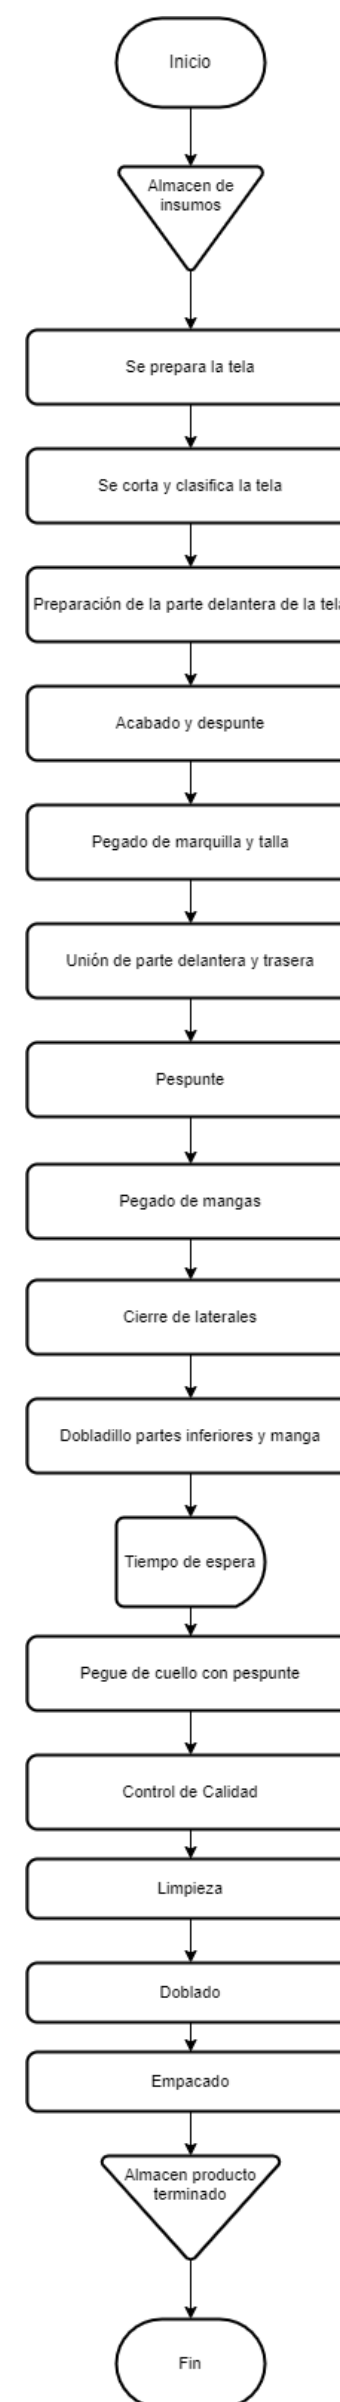 Inicio
Almacen de
insumos
Se prepara la tela
Se corta y clasifica la tela
Preparación de la parte delantera de la tela
Acabado y despunte
Pegado de marquilla y talla
Unión de parte delantera y trasera
Pespunte
Pegado de mangas
Cierre de laterales
Dobladillo partes inferiores y manga
Tiempo de espera
Pegue de cuello con pespunte
Control de Calidad
Limpieza
Doblado
Empacado
Almacen producto
terminado
Fin